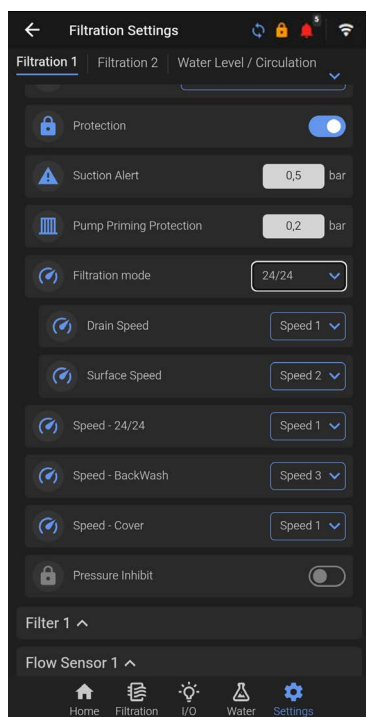 Filtration Settings
5
Filtration 1 Filtration 2 Water Level / Circulation
Protection
Suction Alert 0,5 bar
Pump Priming Protection 0,2 bar
Filtration mode 24/24
Drain Speed Speed 1
Surface Speed Speed 2
Speed - 24/24 Speed 1
Speed - BackWash Speed 3
Speed - Cover Speed 1
Pressure Inhibit
Filter 1
Flow Sensor 1
Home Filtration I/O Water Settings